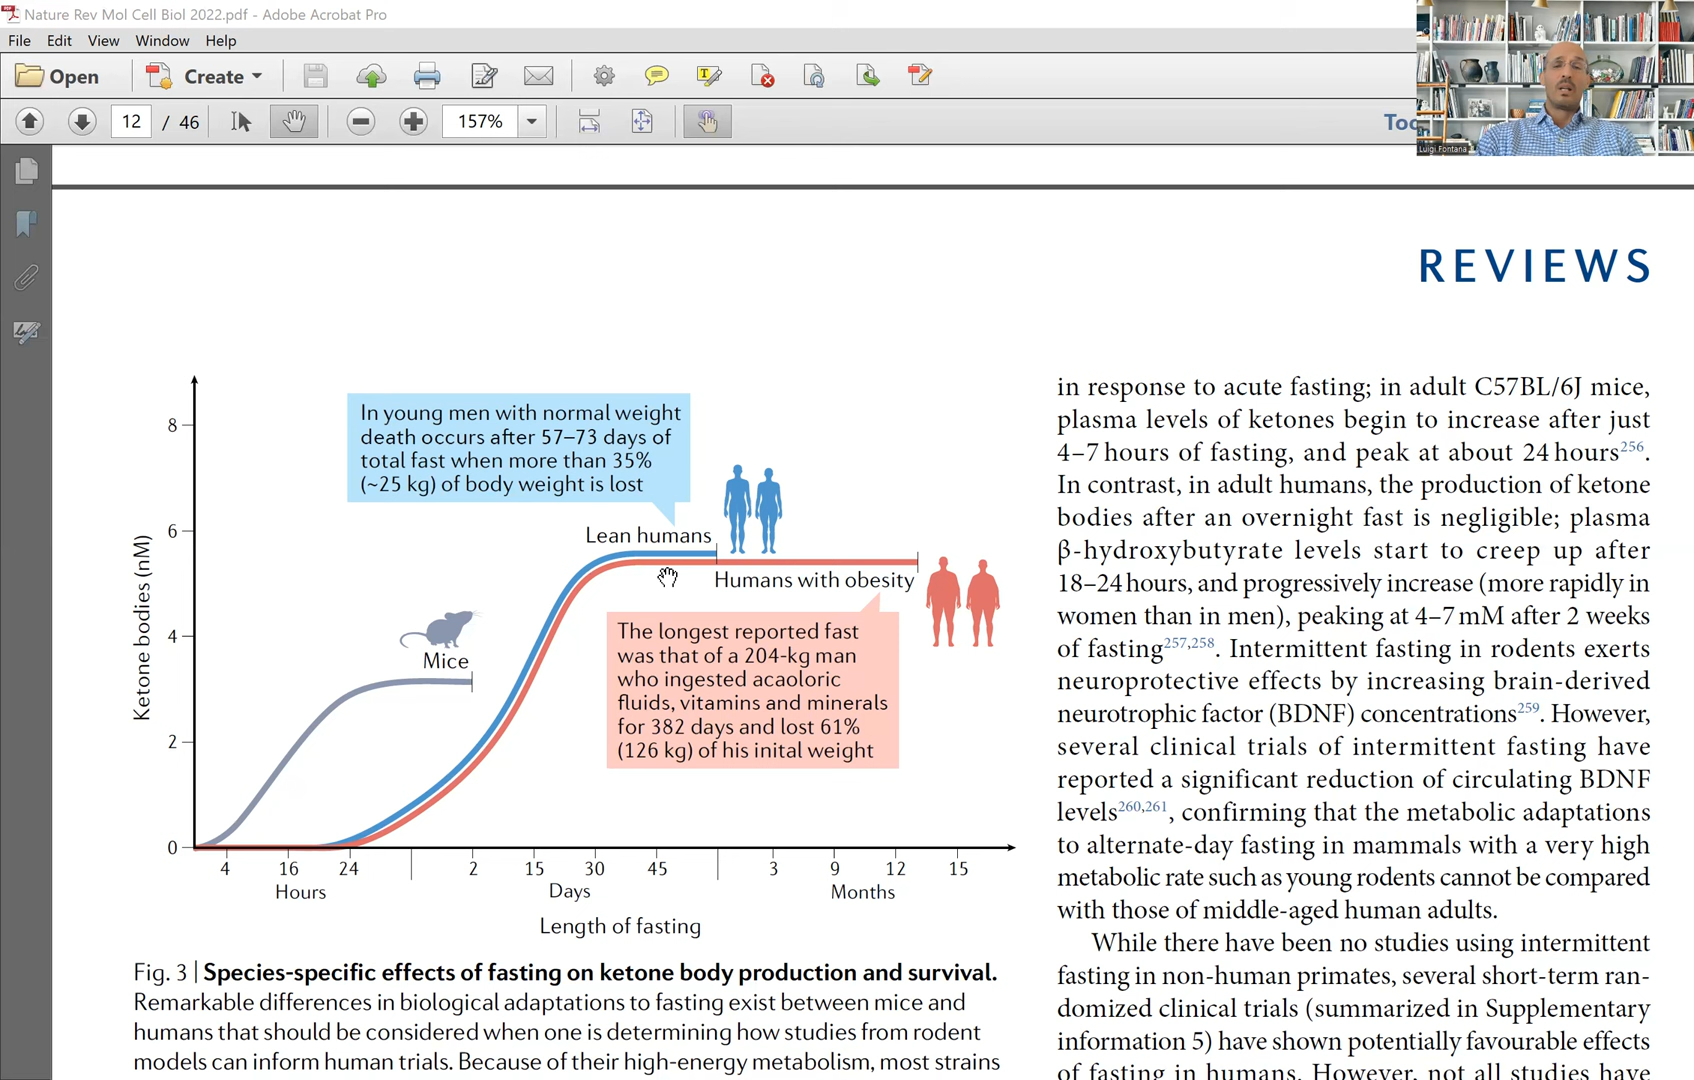 Nature Rev Mol Cell Biol 2022.pdf - Adobe Acrobat Pro
File Edit View Window Help
Open Create
12 / 46 157% Too
Luigi Fontana
REVIEWS
8
6
4
2
0
Ketone bodies (nM)
In young men with normal weight
death occurs after 57–73 days of
total fast when more than 35%
(~25 kg) of body weight is lost
Lean humans
Humans with obesity
Mice
The longest reported fast
was that of a 204-kg man
who ingested acaoloric
fluids, vitamins and minerals
for 382 days and lost 61%
(126 kg) of his inital weight
4 16 24 2 15 30 45 3 9 12 15
Hours Days Months
Length of fasting
Fig. 3 | Species-specific effects of fasting on ketone body production and survival.
Remarkable differences in biological adaptations to fasting exist between mice and
humans that should be considered when one is determining how studies from rodent
models can inform human trials. Because of their high-energy metabolism, most strains
in response to acute fasting; in adult C57BL/6J mice,
plasma levels of ketones begin to increase after just
4–7 hours of fasting, and peak at about 24 hours256.
In contrast, in adult humans, the production of ketone
bodies after an overnight fast is negligible; plasma
β-hydroxybutyrate levels start to creep up after
18–24 hours, and progressively increase (more rapidly in
women than in men), peaking at 4–7 mM after 2 weeks
of fasting257,258. Intermittent fasting in rodents exerts
neuroprotective effects by increasing brain-derived
neurotrophic factor (BDNF) concentrations259. However,
several clinical trials of intermittent fasting have
reported a significant reduction of circulating BDNF
levels260,261, confirming that the metabolic adaptations
to alternate-day fasting in mammals with a very high
metabolic rate such as young rodents cannot be compared
with those of middle-aged human adults.
While there have been no studies using intermittent
fasting in non-human primates, several short-term ran-
domized clinical trials (summarized in Supplementary
information 5) have shown potentially favourable effects
of fasting in humans. However, not all studies have